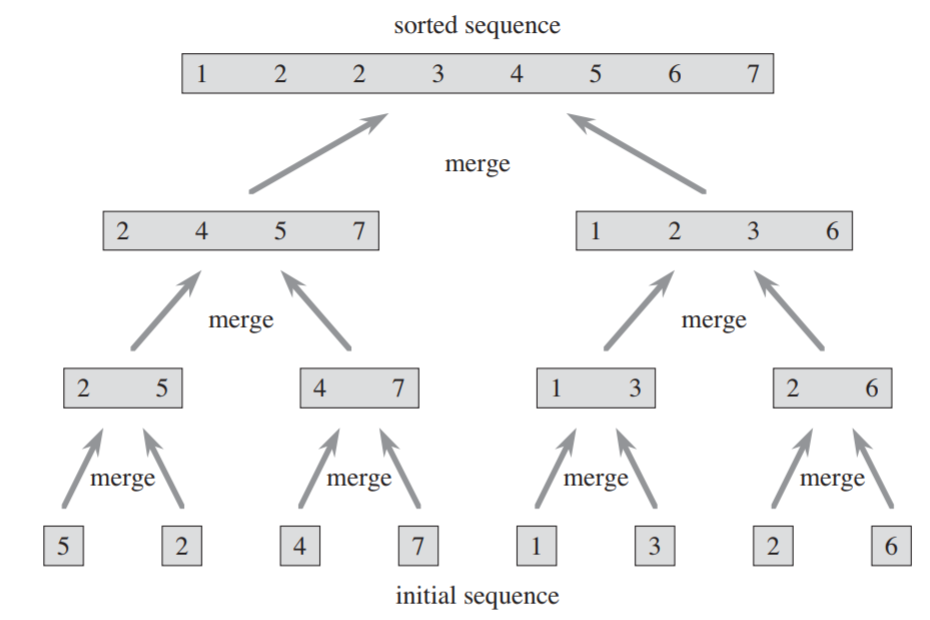 sorted sequence
1 2 2 3 4 5 6 7
merge
2 4 5 7 1 2 3 6
merge merge
2 5 4 7 1 3 2 6
merge merge merge merge
5 2 4 7 1 3 2 6
initial sequence